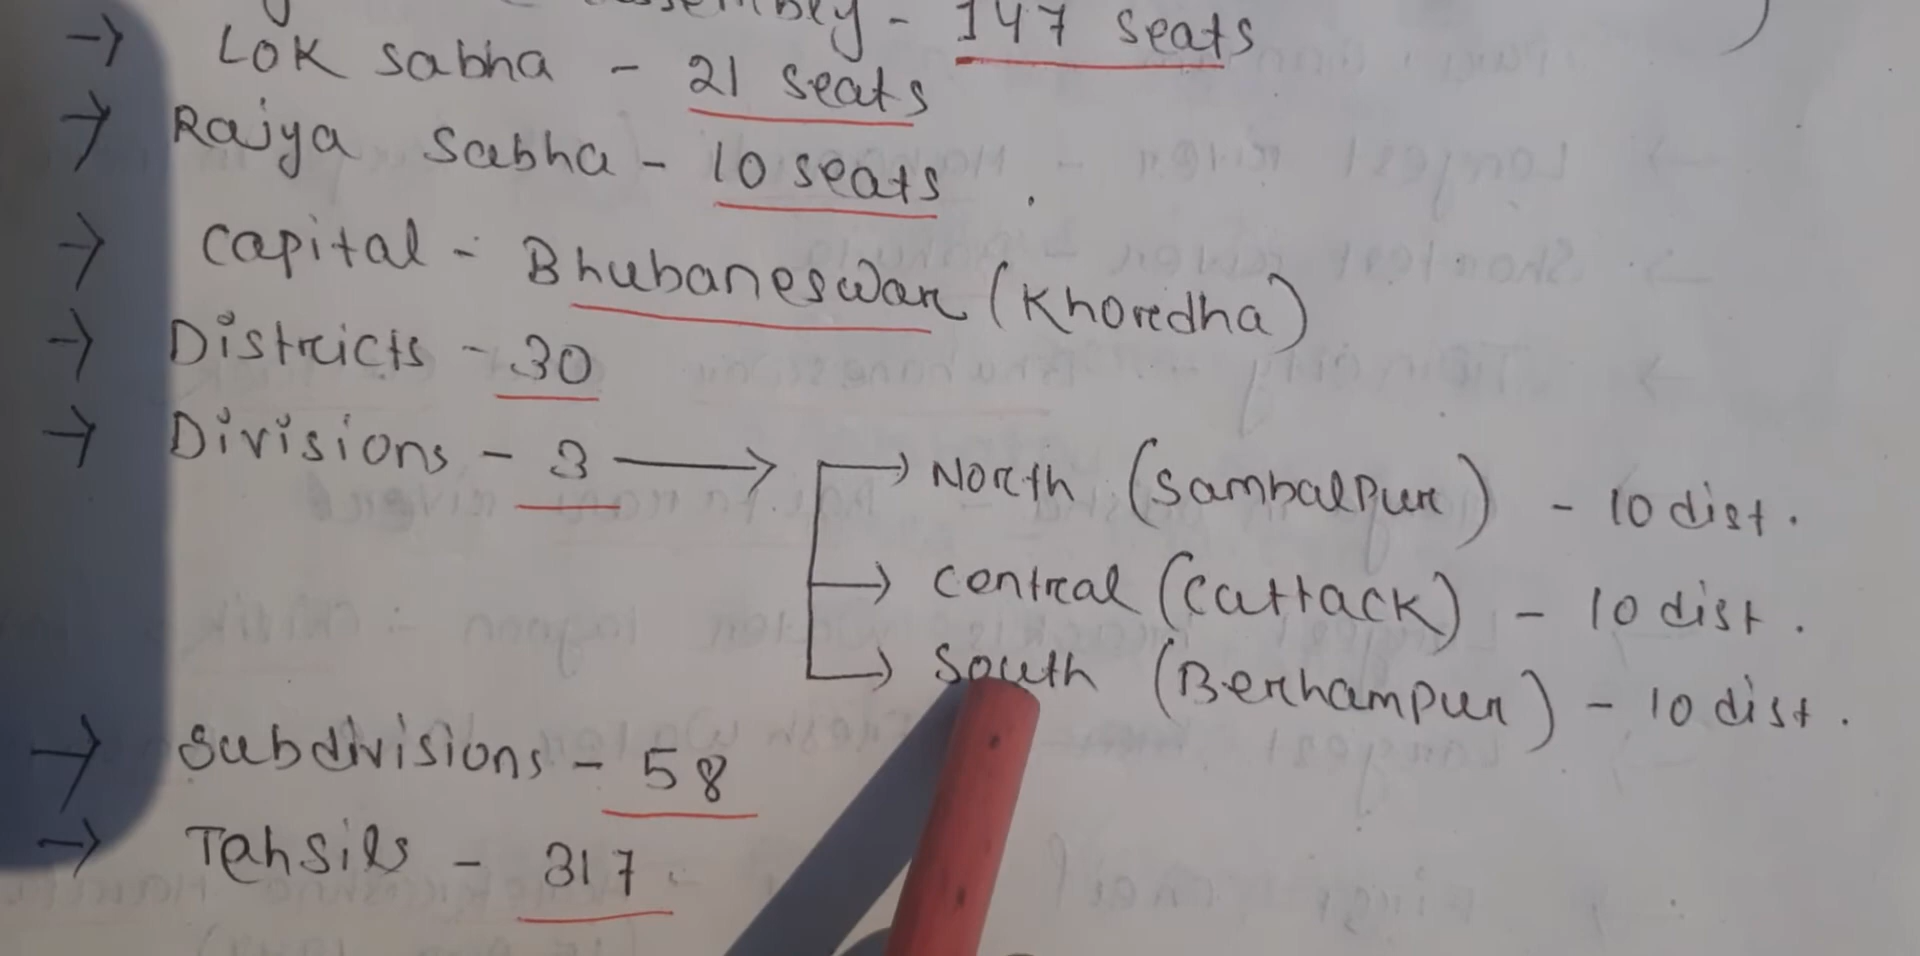 Assembly - 147 seats
→ Lok sabha - 21 seats
→ Rajya sabha - 10 seats
→ Capital - Bhubaneswar (Khordha)
→ Districts - 30
→ Divisions - 3 → → North (Sambalpur) - 10 dist.
→ Central (Cattack) - 10 dist.
→ South (Berhampur) - 10 dist.
→ Subdivisions - 58
→ Tehsils - 317